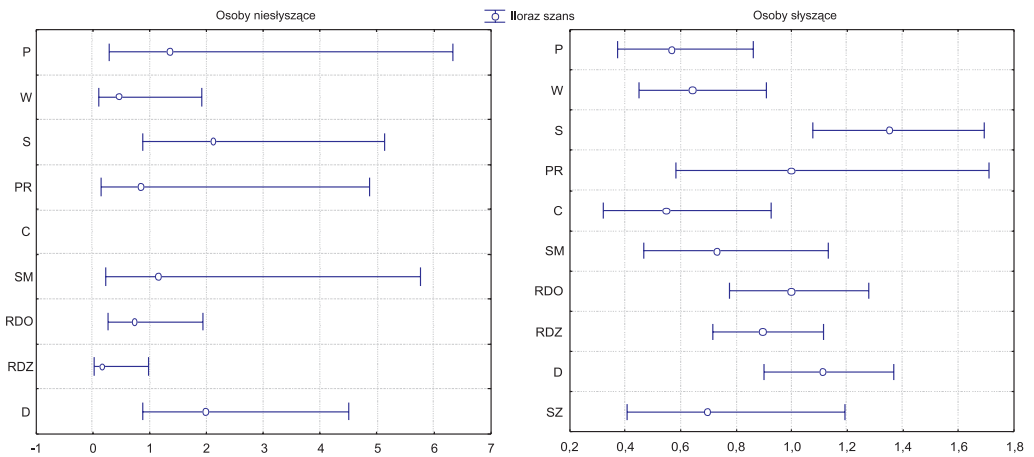 Osoby niesłyszące
Iloraz szans
Osoby słyszące
P
W
S
PR
C
SM
RDO
RDZ
D
-1 0 1 2 3 4 5 6 7
P
W
S
PR
C
SM
RDO
RDZ
D
SZ
0,2 0,4 0,6 0,8 1,0 1,2 1,4 1,6 1,8